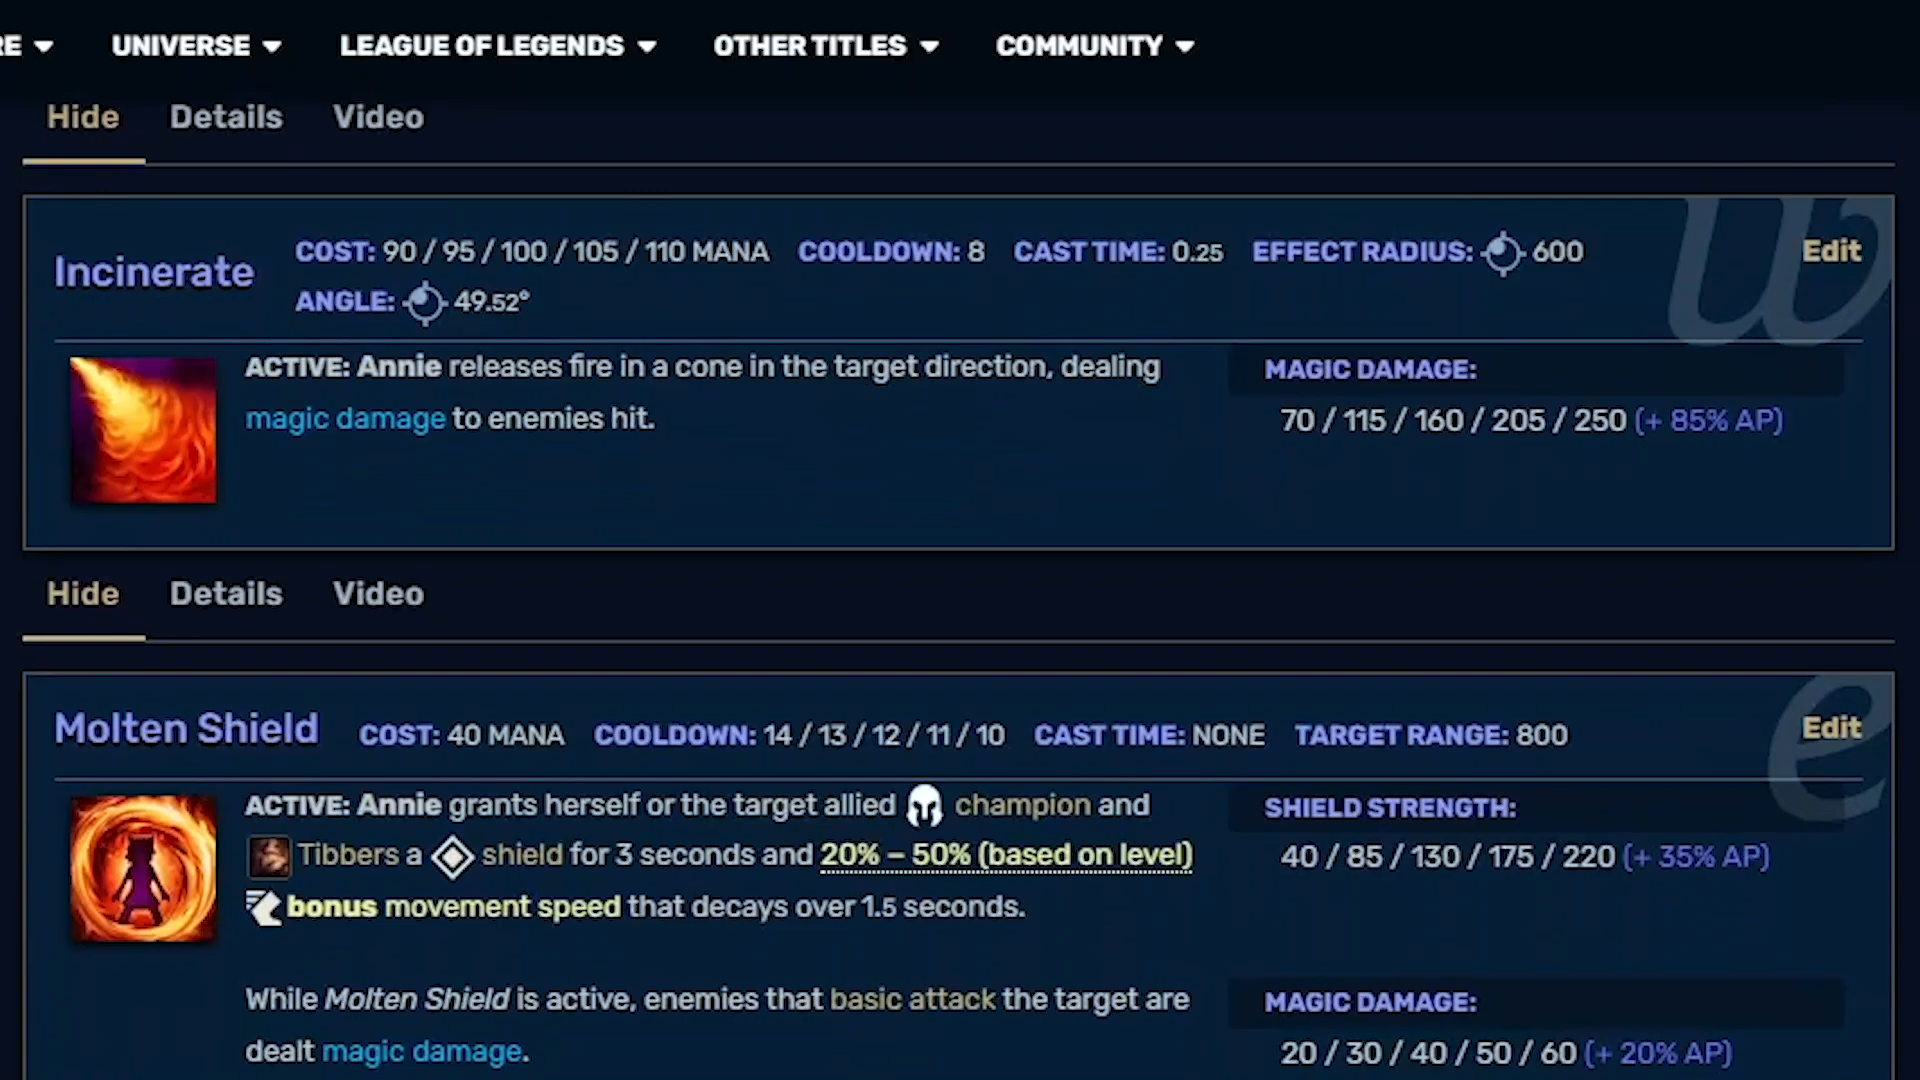 RE UNIVERSE LEAGUE OF LEGENDS OTHER TITLES COMMUNITY
Hide Details Video
Incinerate
COST: 90 / 95 / 100 / 105 / 110 MANA COOLDOWN: 8 CAST TIME: 0.25 EFFECT RADIUS: 600
ANGLE: 49.52°
W
Edit
ACTIVE: Annie releases fire in a cone in the target direction, dealing
magic damage to enemies hit.
MAGIC DAMAGE:
70 / 115 / 160 / 205 / 250 (+ 85% AP)
Hide Details Video
Molten Shield COST: 40 MANA COOLDOWN: 14 / 13 / 12 / 11 / 10 CAST TIME: NONE TARGET RANGE: 800
e
Edit
ACTIVE: Annie grants herself or the target allied champion and
Tibbers a shield for 3 seconds and 20% – 50% (based on level)
bonus movement speed that decays over 1.5 seconds.
SHIELD STRENGTH:
40 / 85 / 130 / 175 / 220 (+ 35% AP)
While Molten Shield is active, enemies that basic attack the target are
dealt magic damage.
MAGIC DAMAGE:
20 / 30 / 40 / 50 / 60 (+ 20% AP)